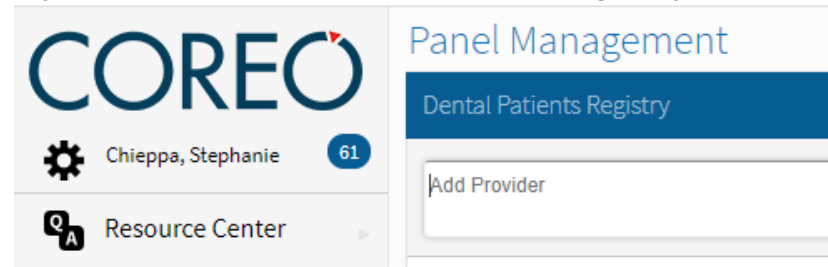 COREO
Chieppa, Stephanie 61
Resource Center
Panel Management
Dental Patients Registry
Add Provider